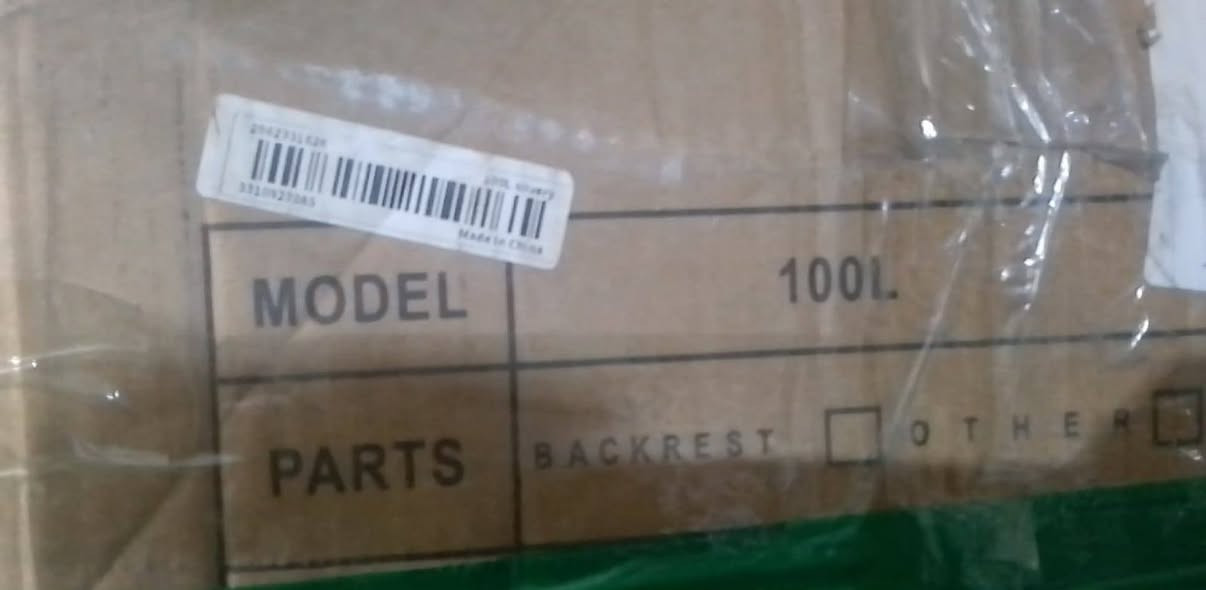 Made in China
MODEL
100L
PARTS
BACKREST
OTHER